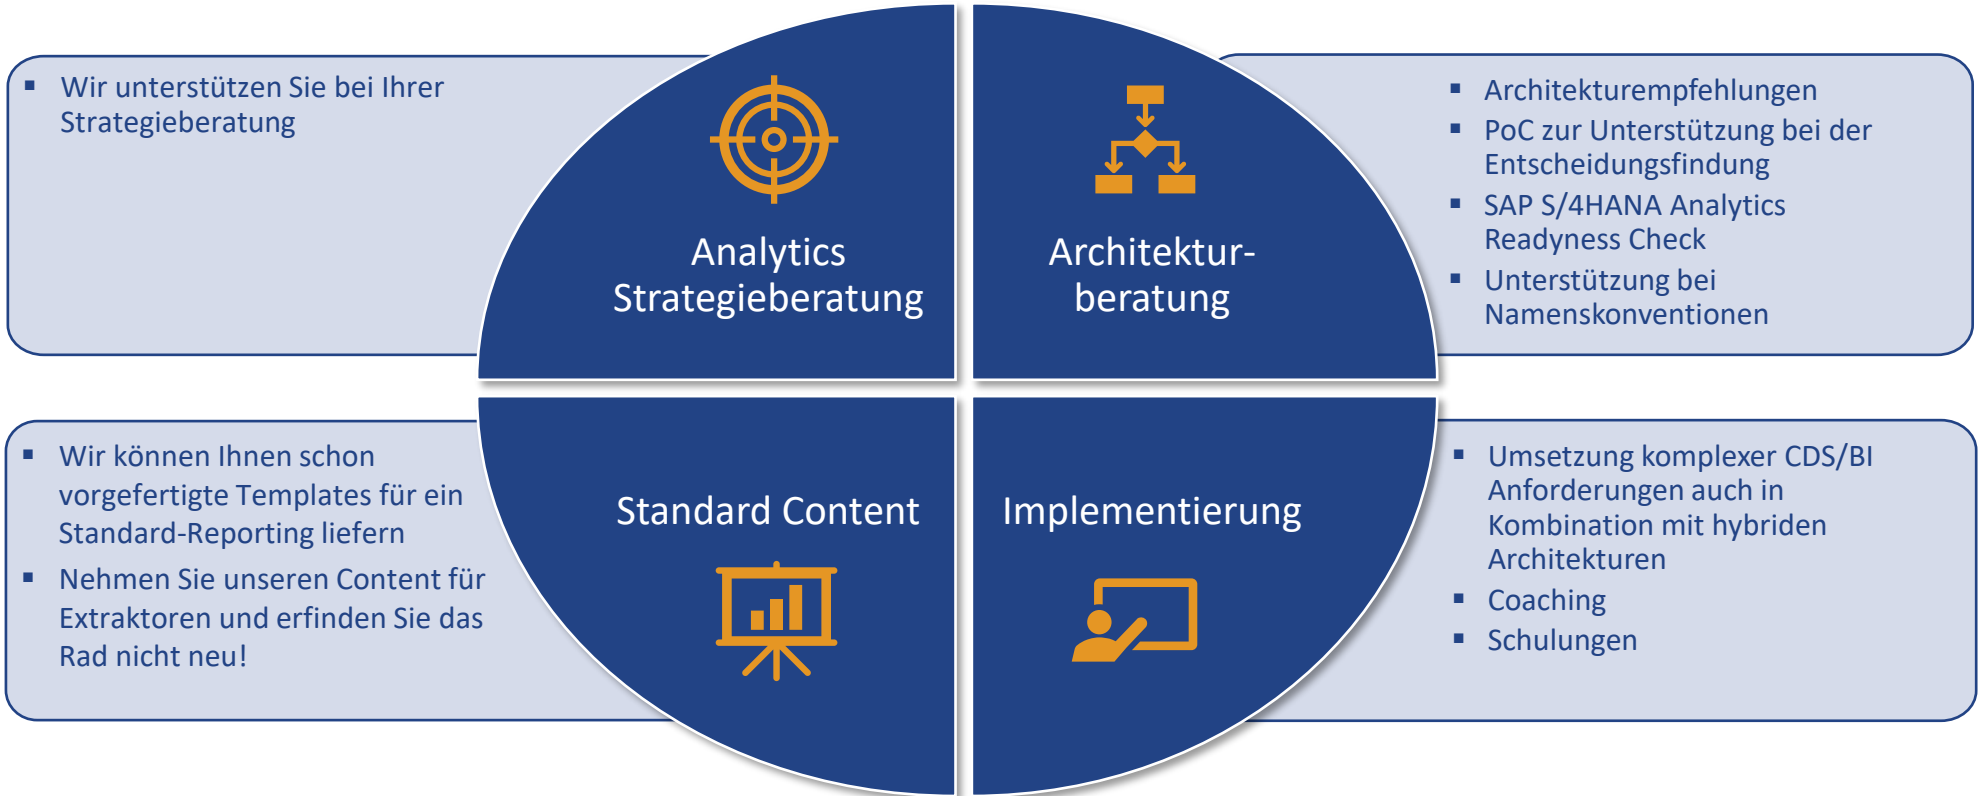 Wir unterstützen Sie bei Ihrer
Strategieberatung
Analytics
Strategieberatung
Architektur-
beratung
Architekturempfehlungen
PoC zur Unterstützung bei der
Entscheidungsfindung
SAP S/4HANA Analytics
Readyness Check
Unterstützung bei
Namenskonventionen
Wir können Ihnen schon
vorgefertigte Templates für ein
Standard-Reporting liefern
Nehmen Sie unseren Content für
Extraktoren und erfinden Sie das
Rad nicht neu!
Standard Content
Implementierung
Umsetzung komplexer CDS/BI
Anforderungen auch in
Kombination mit hybriden
Architekturen
Coaching
Schulungen